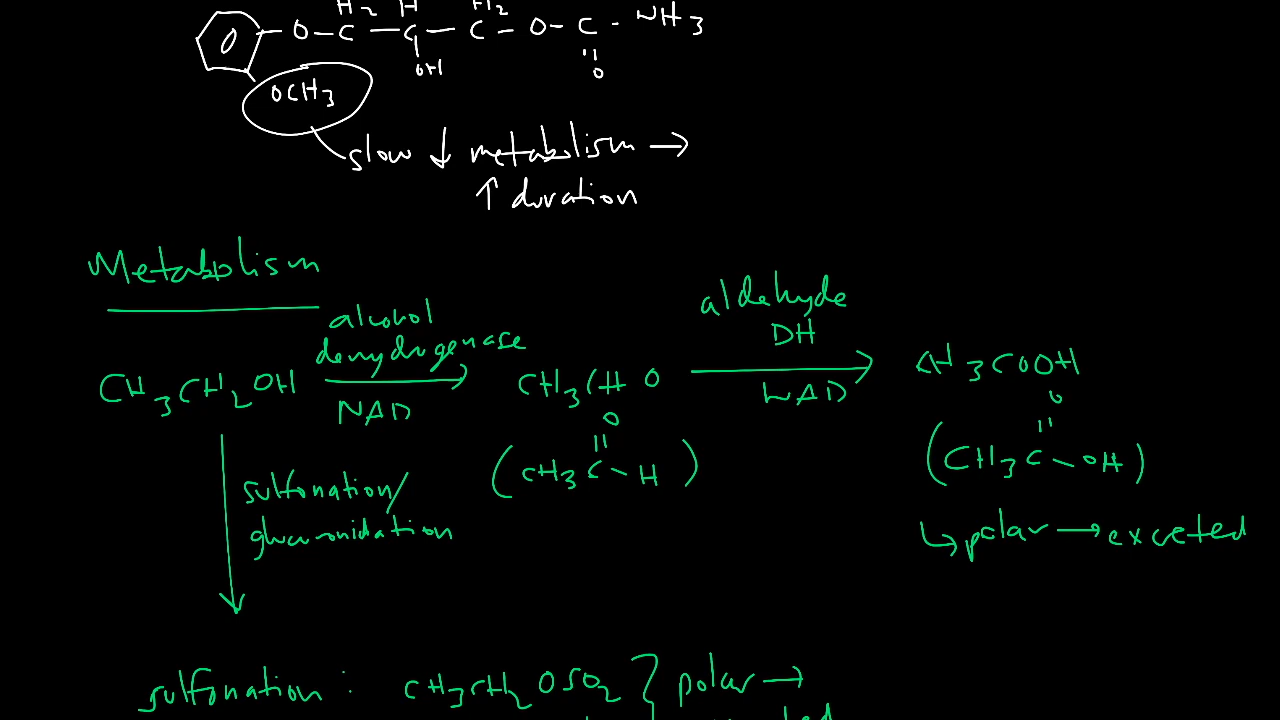 H2 H H2
O-C-C-C-O-C-NH3
OH O
OCH3
slow ↓ metabolism →
↑ duration
Metabolism
alcohol
dehydrogenase
aldehyde
DH
CH3CH2OH
NAD
CH3CHO
NAD
CH3COOH
O
O
(CH3C-H)
(CH3C-OH)
sulfonation/
glucuronidation
↳ polar → excreted
sulfonation: CH3CH2OSO2 } polar →